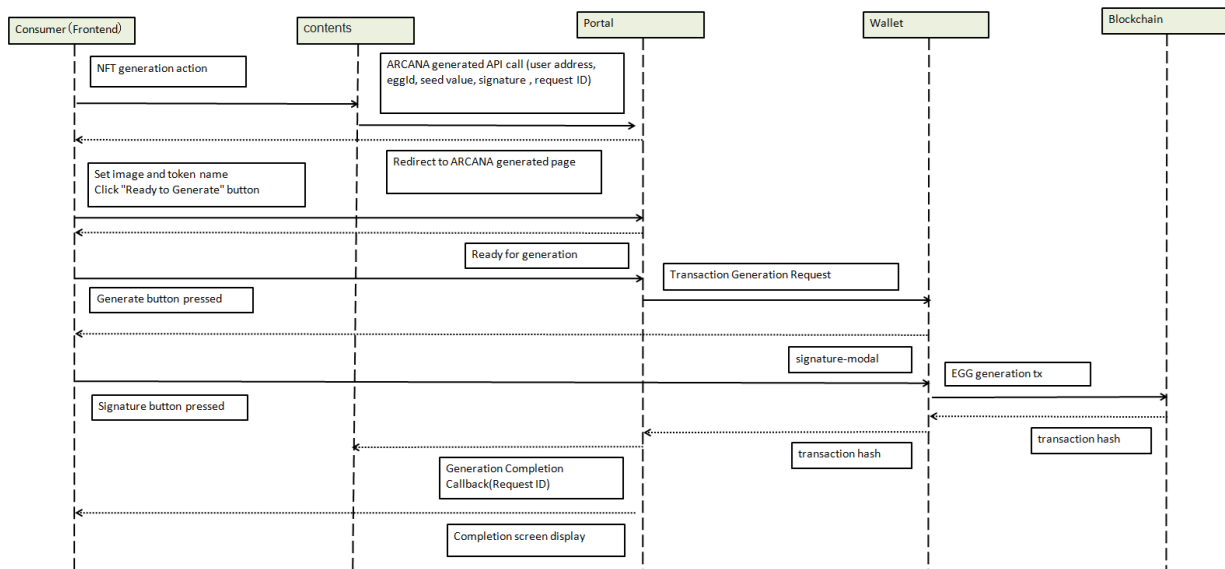 Consumer（Frontend）
contents
Portal
Wallet
Blockchain
NFT generation action
ARCANA generated API call (user address,
eggId, seed value, signature , request ID)
Redirect to ARCANA generated page
Set image and token name
Click "Ready to Generate" button
Ready for generation
Transaction Generation Request
Generate button pressed
signature-modal
EGG generation tx
Signature button pressed
transaction hash
transaction hash
Generation Completion
Callback(Request ID)
Completion screen display